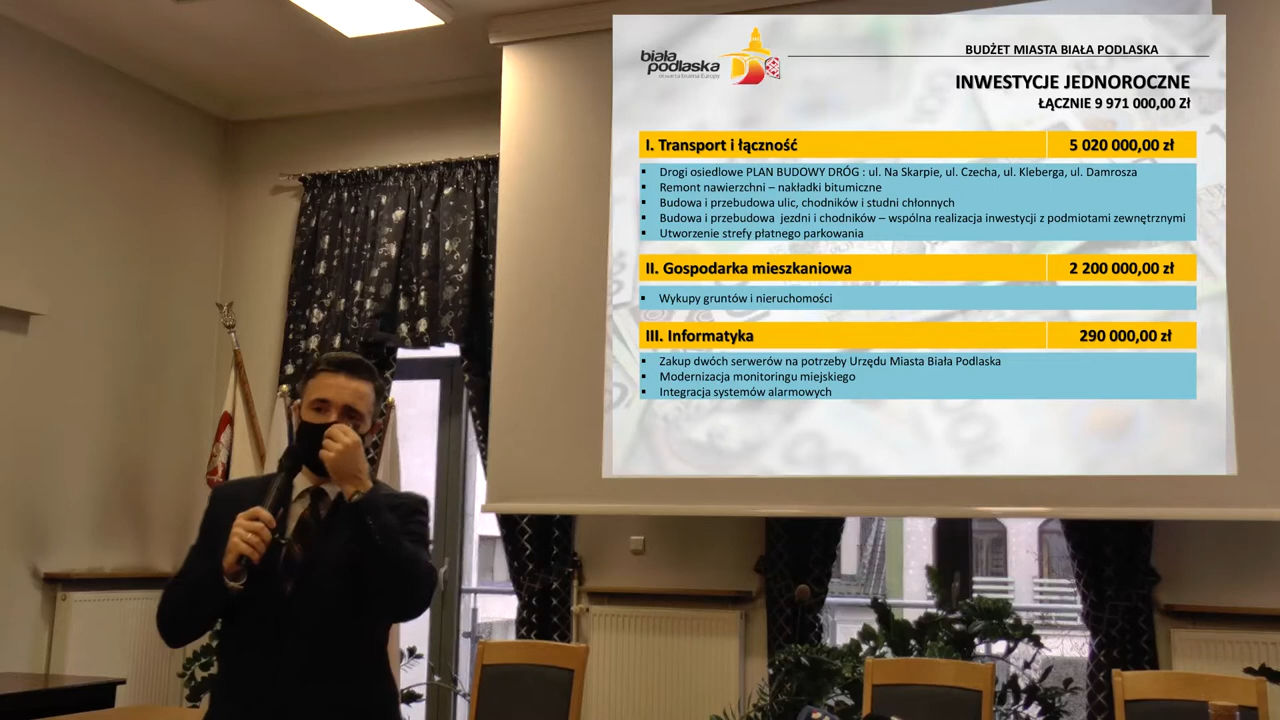 biała
podlaska
BUDŻET MIASTA BIAŁA PODLASKA
INWESTYCJE JEDNOROCZNE
ŁĄCZNIE 9 971 000,00 Zł
I. Transport i łączność 5 020 000,00 zł
▪ Drogi osiedlowe PLAN BUDOWY DRÓG : ul. Na Skarpie, ul. Czecha, ul. Kleberga, ul. Damrosza
▪ Remont nawierzchni – nakładki bitumiczne
▪ Budowa i przebudowa ulic, chodników i studni chłonnych
▪ Budowa i przebudowa jezdni i chodników – wspólna realizacja inwestycji z podmiotami zewnętrznymi
▪ Utworzenie strefy płatnego parkowania
II. Gospodarka mieszkaniowa 2 200 000,00 zł
▪ Wykupy gruntów i nieruchomości
III. Informatyka 290 000,00 zł
▪ Zakup dwóch serwerów na potrzeby Urzędu Miasta Biała Podlaska
▪ Modernizacja monitoringu miejskiego
▪ Integracja systemów alarmowych